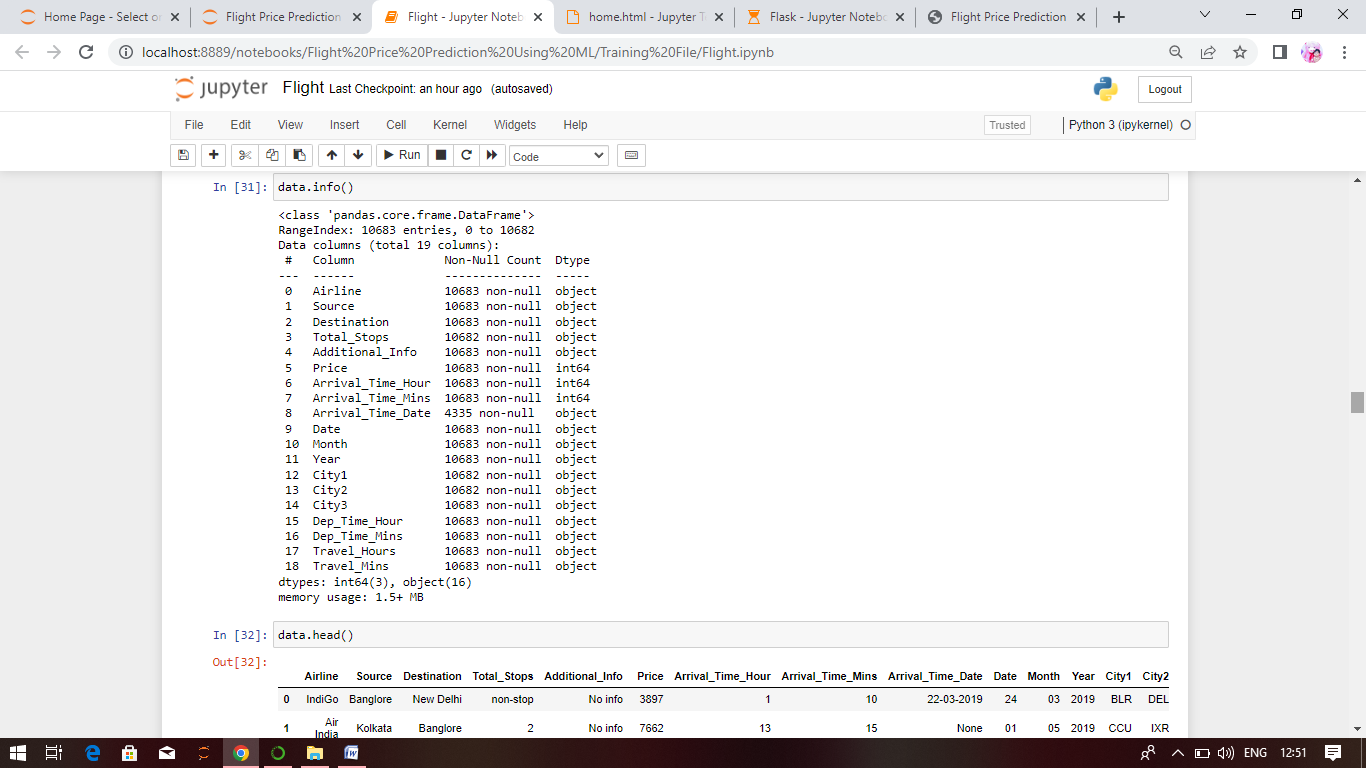 Home Page - Select or
Flight Price Prediction
Flight - Jupyter Noteb
home.html - Jupyter T
Flask - Jupyter Notebo
Flight Price Prediction
localhost:8889/notebooks/Flight%20Price%20Prediction%20Using%20ML/Training%20File/Flight.ipynb
jupyter Flight Last Checkpoint: an hour ago (autosaved)
Logout
File Edit View Insert Cell Kernel Widgets Help
Trusted
Python 3 (ipykernel)
Run
Code
In [31]: data.info()
<class 'pandas.core.frame.DataFrame'>
RangeIndex: 10683 entries, 0 to 10682
Data columns (total 19 columns):
# Column Non-Null Count Dtype
--- ------ -------------- -----
0 Airline 10683 non-null object
1 Source 10683 non-null object
2 Destination 10683 non-null object
3 Total_Stops 10682 non-null object
4 Additional_Info 10683 non-null object
5 Price 10683 non-null int64
6 Arrival_Time_Hour 10683 non-null int64
7 Arrival_Time_Mins 10683 non-null int64
8 Arrival_Time_Date 4335 non-null object
9 Date 10683 non-null object
10 Month 10683 non-null object
11 Year 10683 non-null object
12 City1 10682 non-null object
13 City2 10682 non-null object
14 City3 10683 non-null object
15 Dep_Time_Hour 10683 non-null object
16 Dep_Time_Mins 10683 non-null object
17 Travel_Hours 10683 non-null object
18 Travel_Mins 10683 non-null object
dtypes: int64(3), object(16)
memory usage: 1.5+ MB
In [32]: data.head()
Out[32]:
Airline Source Destination Total_Stops Additional_Info Price Arrival_Time_Hour Arrival_Time_Mins Arrival_Time_Date Date Month Year City1 City2
0 IndiGo Banglore New Delhi non-stop No info 3897 1 10 22-03-2019 24 03 2019 BLR DEL
1 Air India Kolkata Banglore 2 No info 7662 13 15 None 01 05 2019 CCU IXR
ENG 12:51